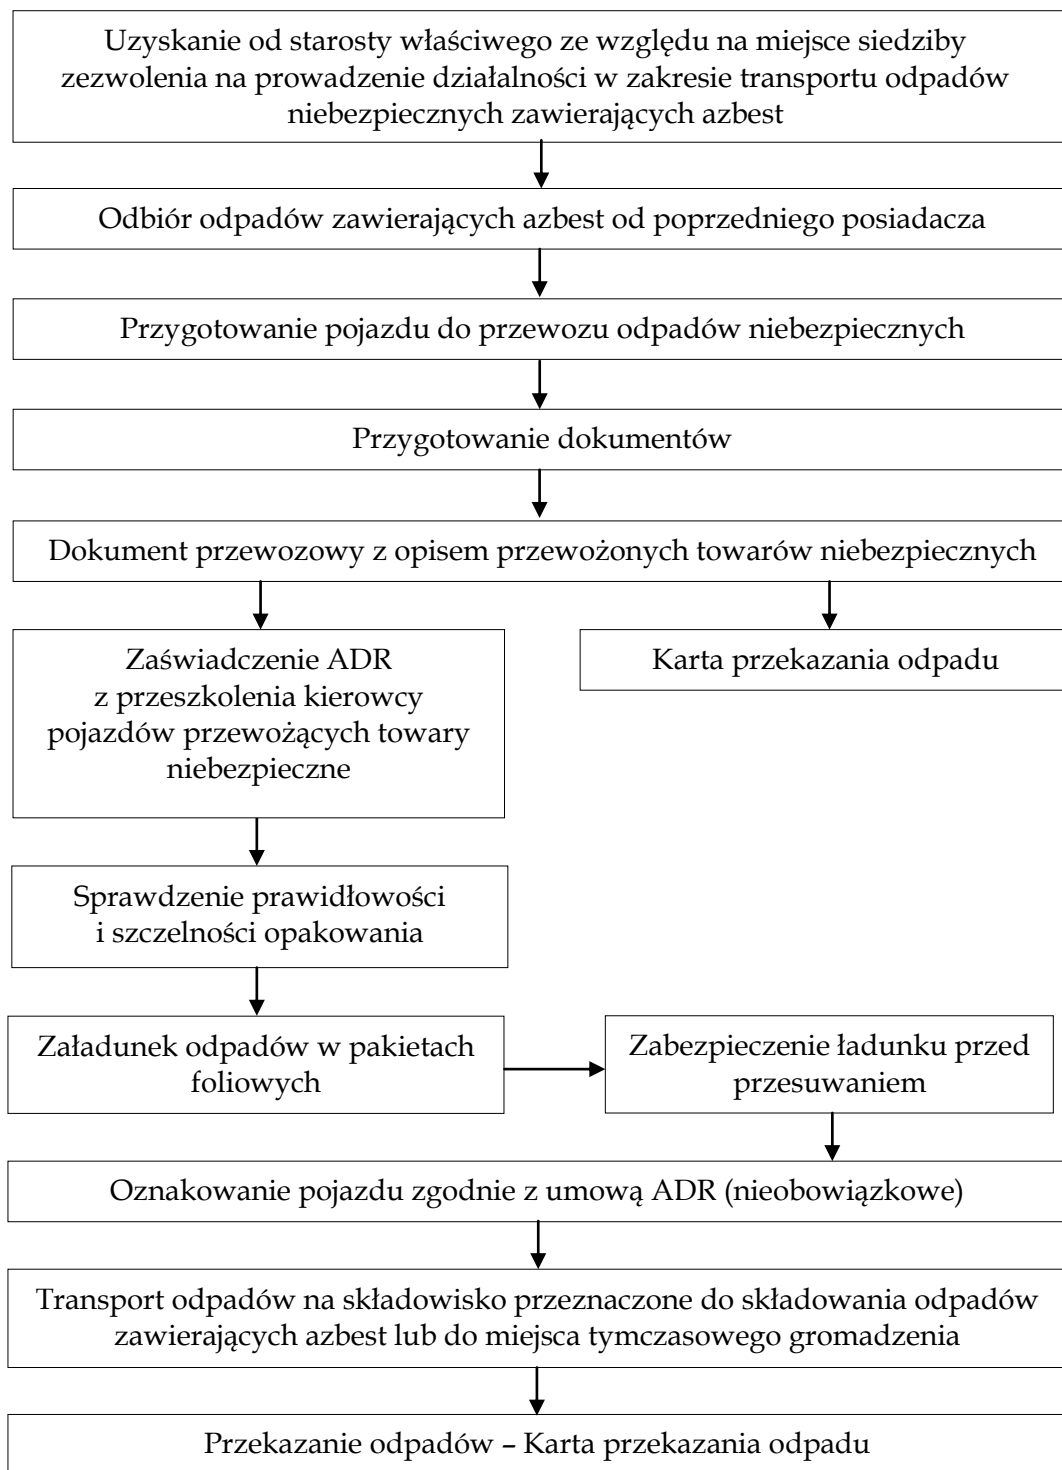 Uzyskanie od starosty właściwego ze względu na miejsce siedziby
zezwolenia na prowadzenie działalności w zakresie transportu odpadów
niebezpiecznych zawierających azbest
Odbiór odpadów zawierających azbest od poprzedniego posiadacza
Przygotowanie pojazdu do przewozu odpadów niebezpiecznych
Przygotowanie dokumentów
Dokument przewozowy z opisem przewożonych towarów niebezpiecznych
Zaświadczenie ADR
z przeszkolenia kierowcy
pojazdów przewożących towary
niebezpieczne
Karta przekazania odpadu
Sprawdzenie prawidłowości
i szczelności opakowania
Załadunek odpadów w pakietach
foliowych
Zabezpieczenie ładunku przed
przesuwaniem
Oznakowanie pojazdu zgodnie z umową ADR (nieobowiązkowe)
Transport odpadów na składowisko przeznaczone do składowania odpadów
zawierających azbest lub do miejsca tymczasowego gromadzenia
Przekazanie odpadów – Karta przekazania odpadu